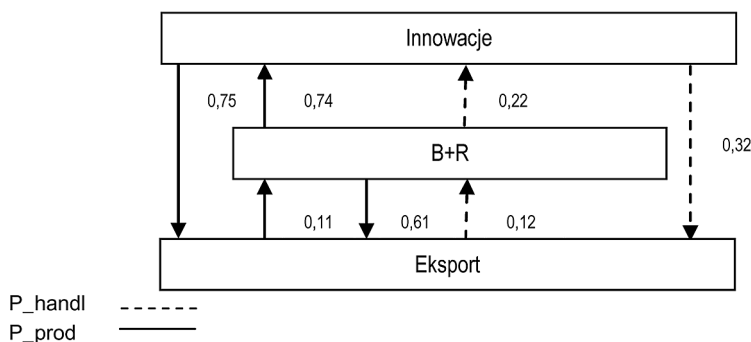 Innowacje
0,75 0,74 0,22
0,32
B+R
0,11 0,61 0,12
Eksport
P_handl
P_prod